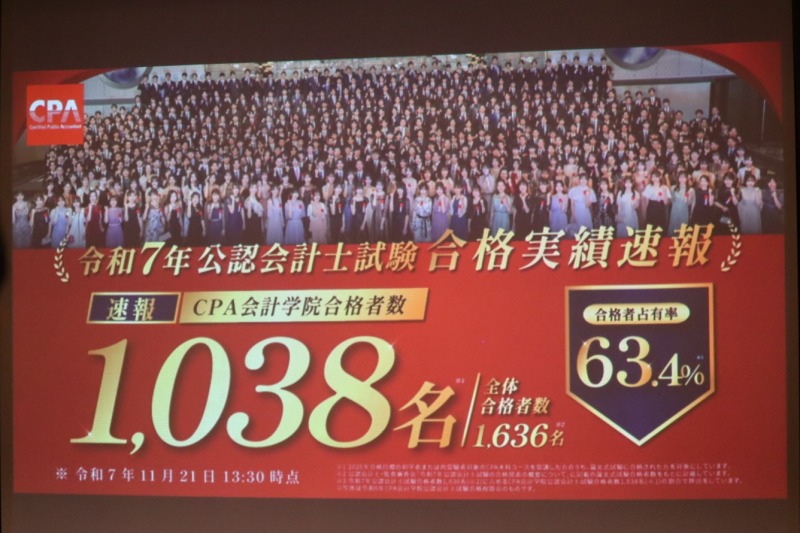 CPA
Certified Public Accountant
令和7年公認会計士試験 合格実績速報
速報 CPA会計学院合格者数
合格者占有率
63.4%
1,038名
全体
合格者数
1,636名
※ 令和7年11月21日 13:30 時点